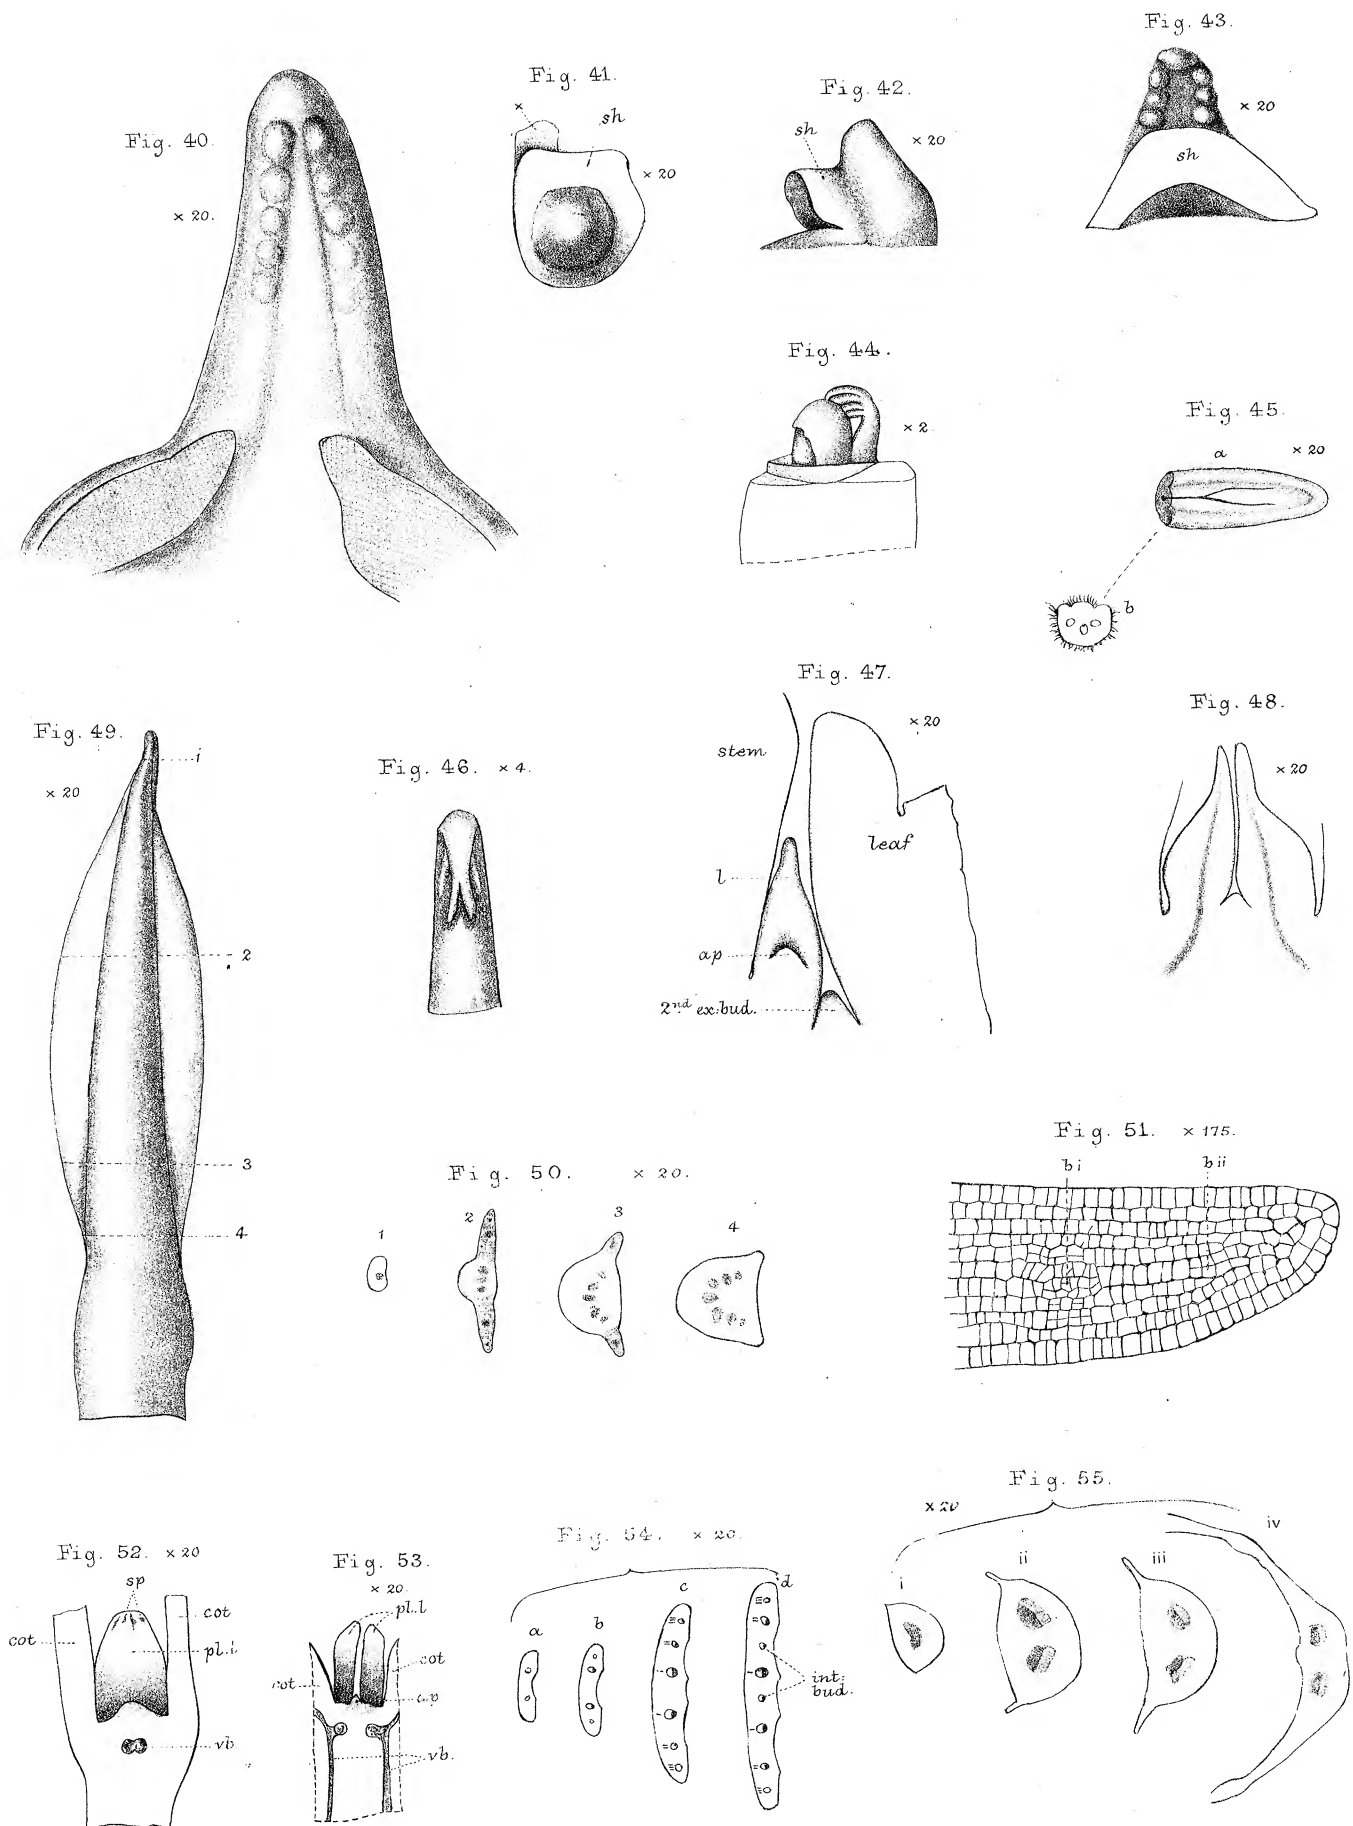 Fig. 40.
× 20.
Fig. 41.
×
sh
× 20
Fig. 42.
sh
× 20
Fig. 43.
× 20
sh
Fig. 44.
× 2
Fig. 45.
a
× 20
b
Fig. 49.
× 20
i
2
3
4
Fig. 46. × 4.
Fig. 47.
× 20
stem
leaf
l
ap
2nd ex. bud.
Fig. 48.
× 20
Fig. 50. × 20.
1
2
3
4
Fig. 51. × 175.
b i
b ii
Fig. 52. × 20
sp
cot
cot
pl.l
vb
Fig. 53.
× 20.
pl.l
cot
cot
ap
vb.
Fig. 54. × 20.
a
b
c
d
int. bud.
Fig. 55.
× 20
i
ii
iii
iv